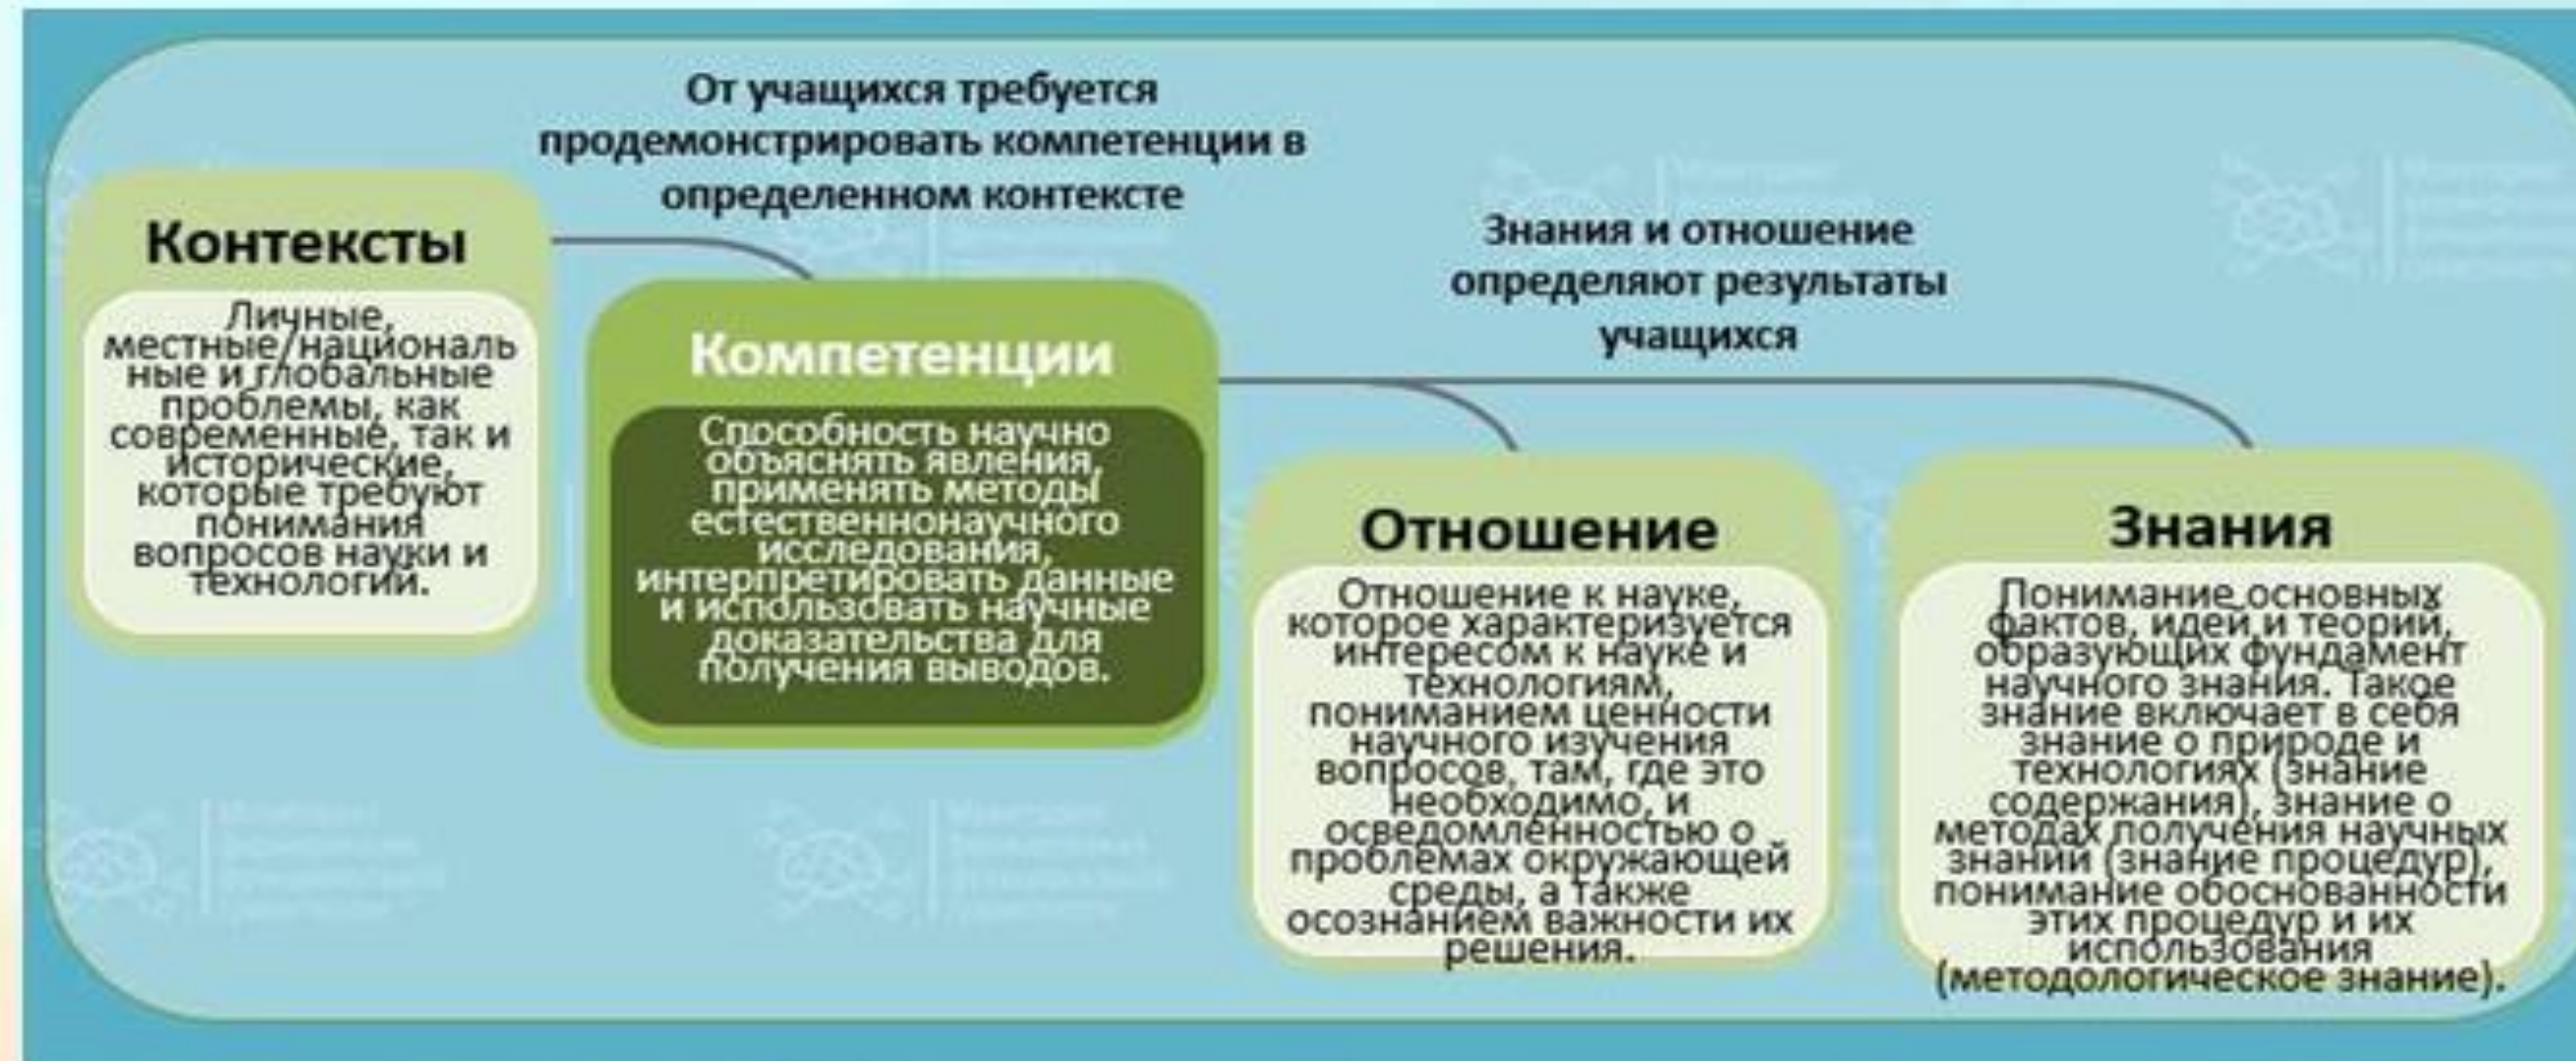 От учащихся требуется
продемонстрировать компетенции в
определенном контексте
Контексты
Личные,
местные/националь
ные и глобальные
проблемы, как
современные, так и
исторические,
которые требуют
понимания
вопросов науки и
технологий.
Компетенции
Способность научно
объяснять явления,
применять методы
естественнонаучного
исследования,
интерпретировать данные
и использовать научные
доказательства для
получения выводов.
Знания и отношение
определяют результаты
учащихся
Отношение
Отношение к науке,
которое характеризуется
интересом к науке и
технологиям,
пониманием ценности
научного изучения
вопросов, там, где это
необходимо, и
осведомленностью о
проблемах окружающей
среды, а также
осознанием важности их
решения.
Знания
Понимание основных
фактов, идей и теорий,
образующих фундамент
научного знания. Такое
знание включает в себя
знание о природе и
технологиях (знание
содержания), знание о
методах получения научных
знаний (знание процедур),
понимание обоснованности
этих процедур и их
использования
(методологическое знание).